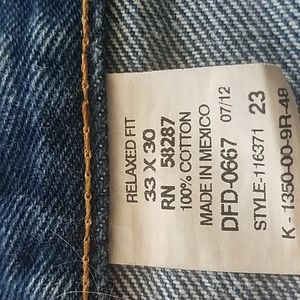 RELAXED FIT
33 X 30
RN 58287
100% COTTON
MADE IN MEXICO
DFD-0667 07/12
STYLE-116371 23
K - 1350-00-9R-4B